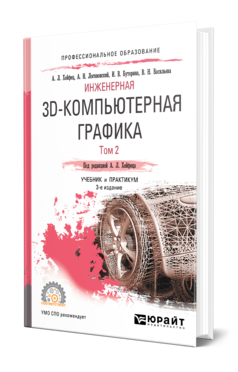 ПРОФЕССИОНАЛЬНОЕ ОБРАЗОВАНИЕ
А. Л. Хейфец, А. Н. Логиновский, И. В. Буторина, В. Н. Васильева
ИНЖЕНЕРНАЯ
3D-КОМПЬЮТЕРНАЯ
ГРАФИКА
Том 2
Под редакцией А. Л. Хейфеца
УЧЕБНИК и ПРАКТИКУМ
3-е издание
УМО СПО рекомендует
юрайт
издательство